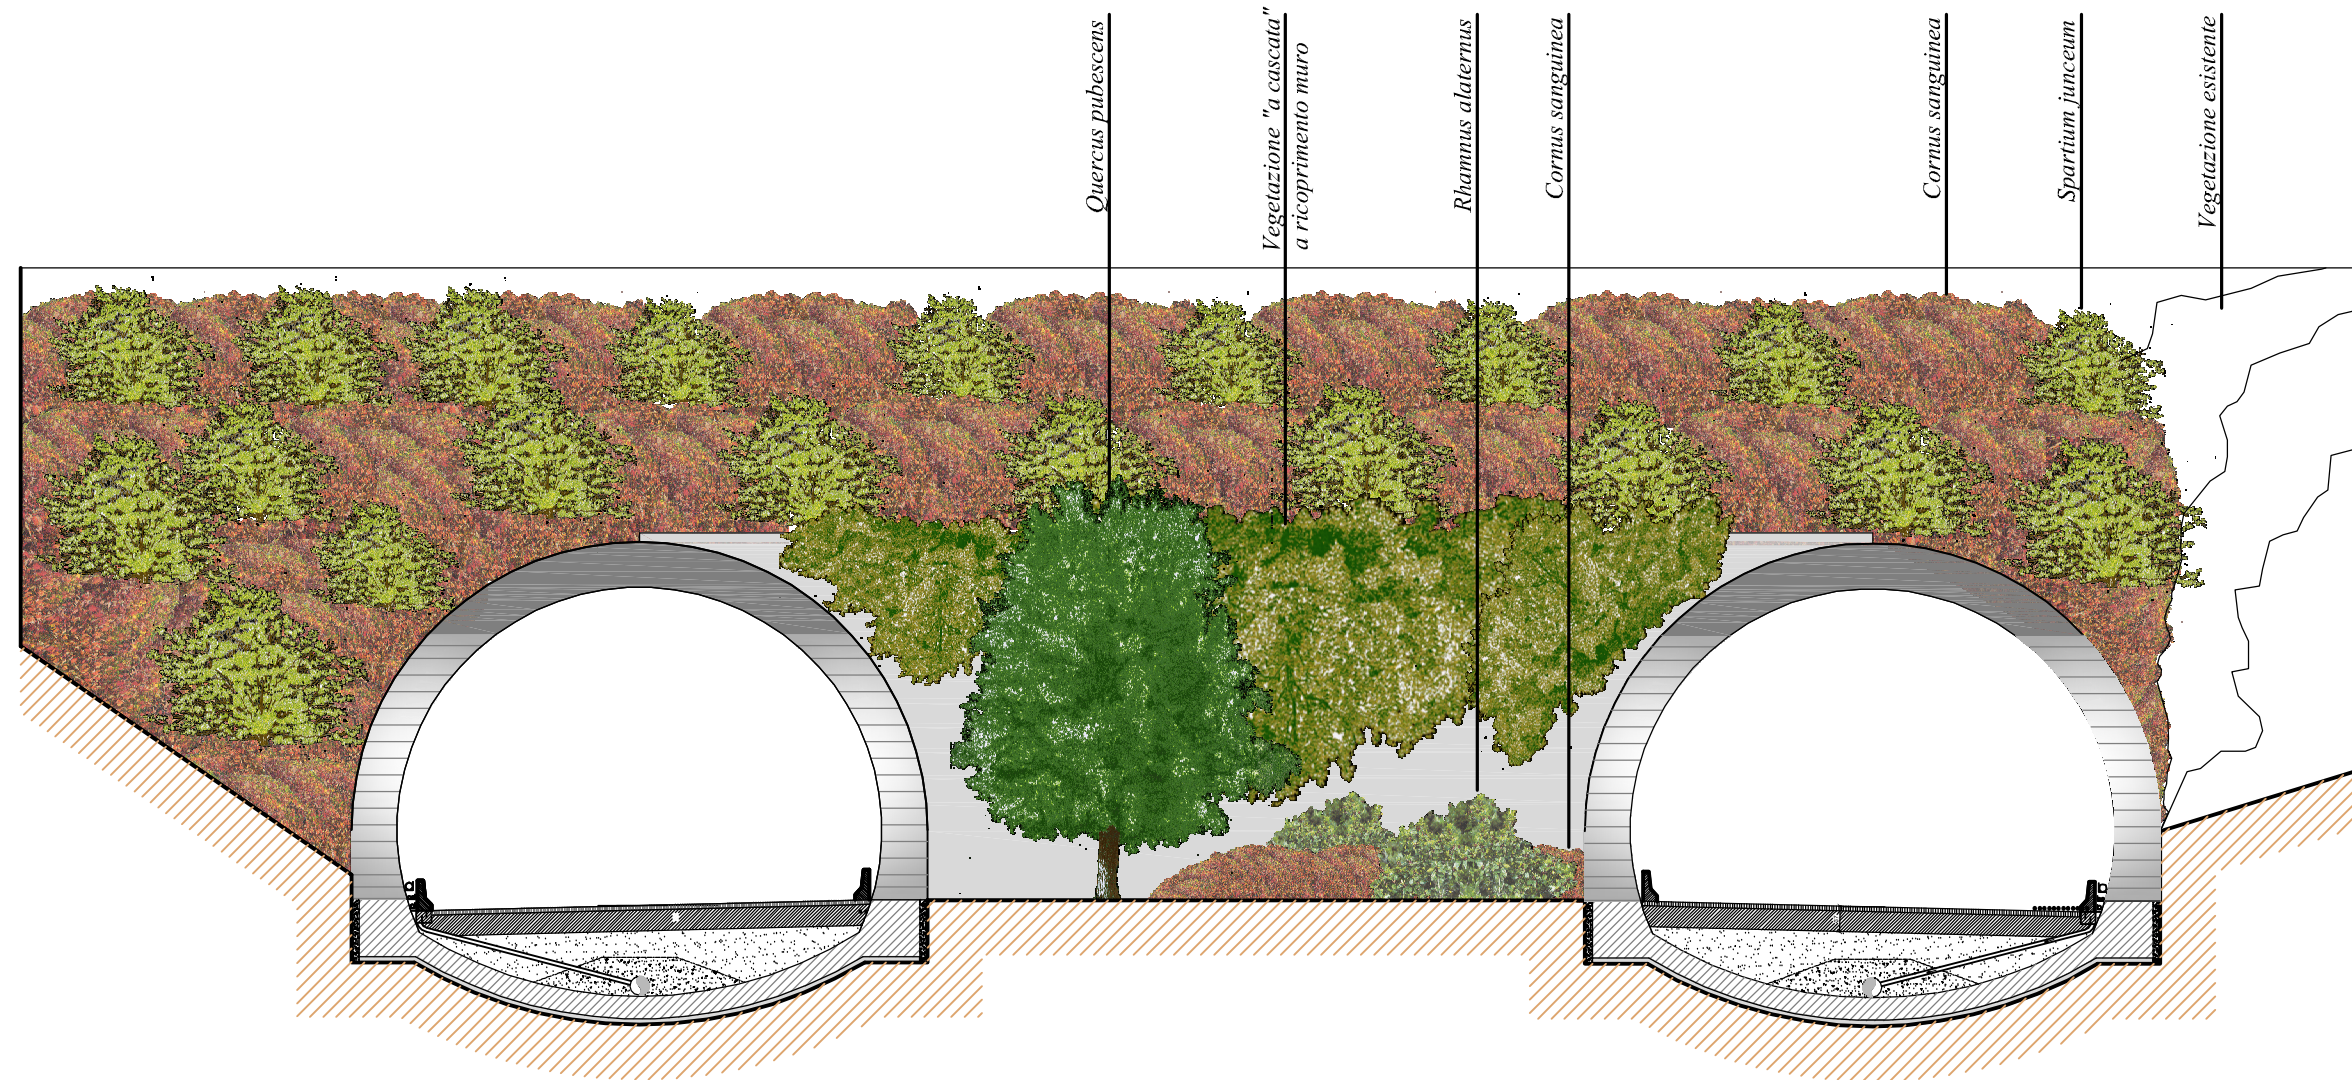 Quercus pubescens
Vegetazione "a cascata"
a ricoprimento muro
Rhamnus alaternus
Cornus sanguinea
Cornus sanguinea
Spartium junceum
Vegetazione esistente